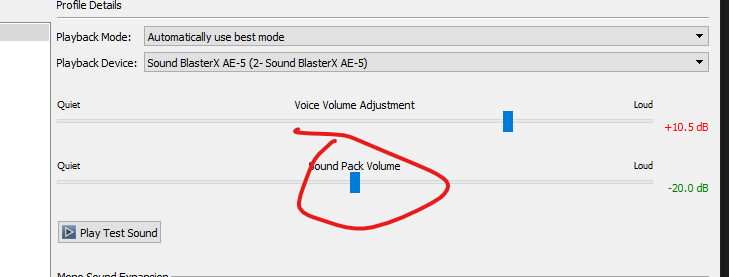 Profile Details
Playback Mode: Automatically use best mode
Playback Device: Sound BlasterX AE-5 (2- Sound BlasterX AE-5)
Quiet Voice Volume Adjustment Loud
+10.5 dB
Quiet Sound Pack Volume Loud
-20.0 dB
Play Test Sound
Mono Sound Expansion